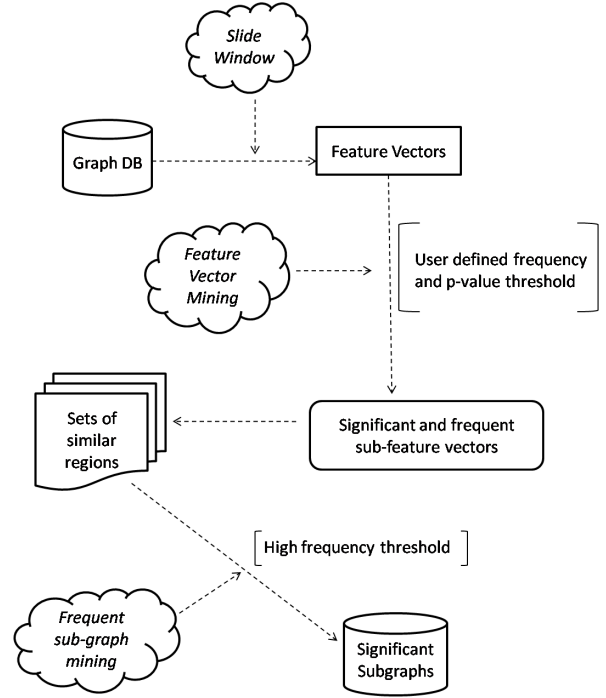 Slide
Window
Graph DB
Feature Vectors
Feature
Vector
Mining
User defined frequency
and p-value threshold
Sets of
similar
regions
Significant and frequent
sub-feature vectors
High frequency threshold
Frequent
sub-graph
mining
Significant
Subgraphs